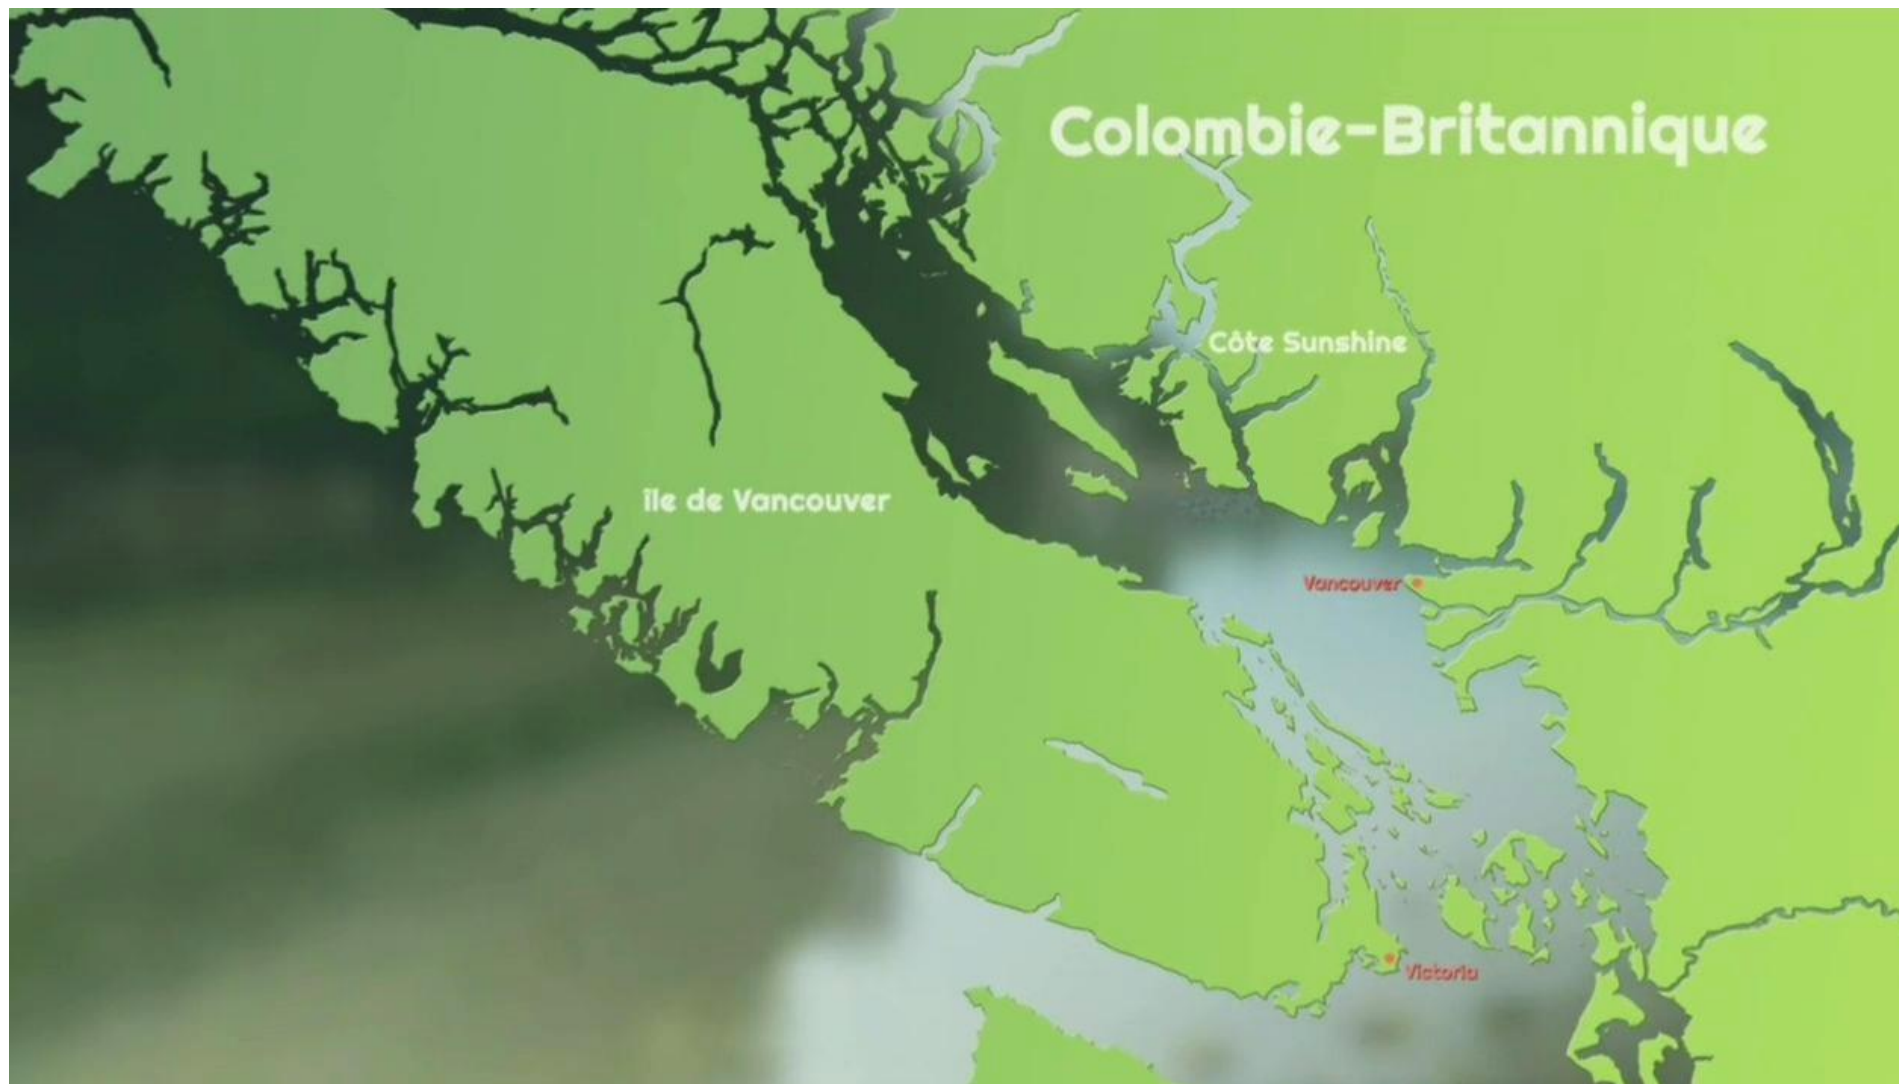 Colombie-Britannique
Côte Sunshine
île de Vancouver
Vancouver
Victoria